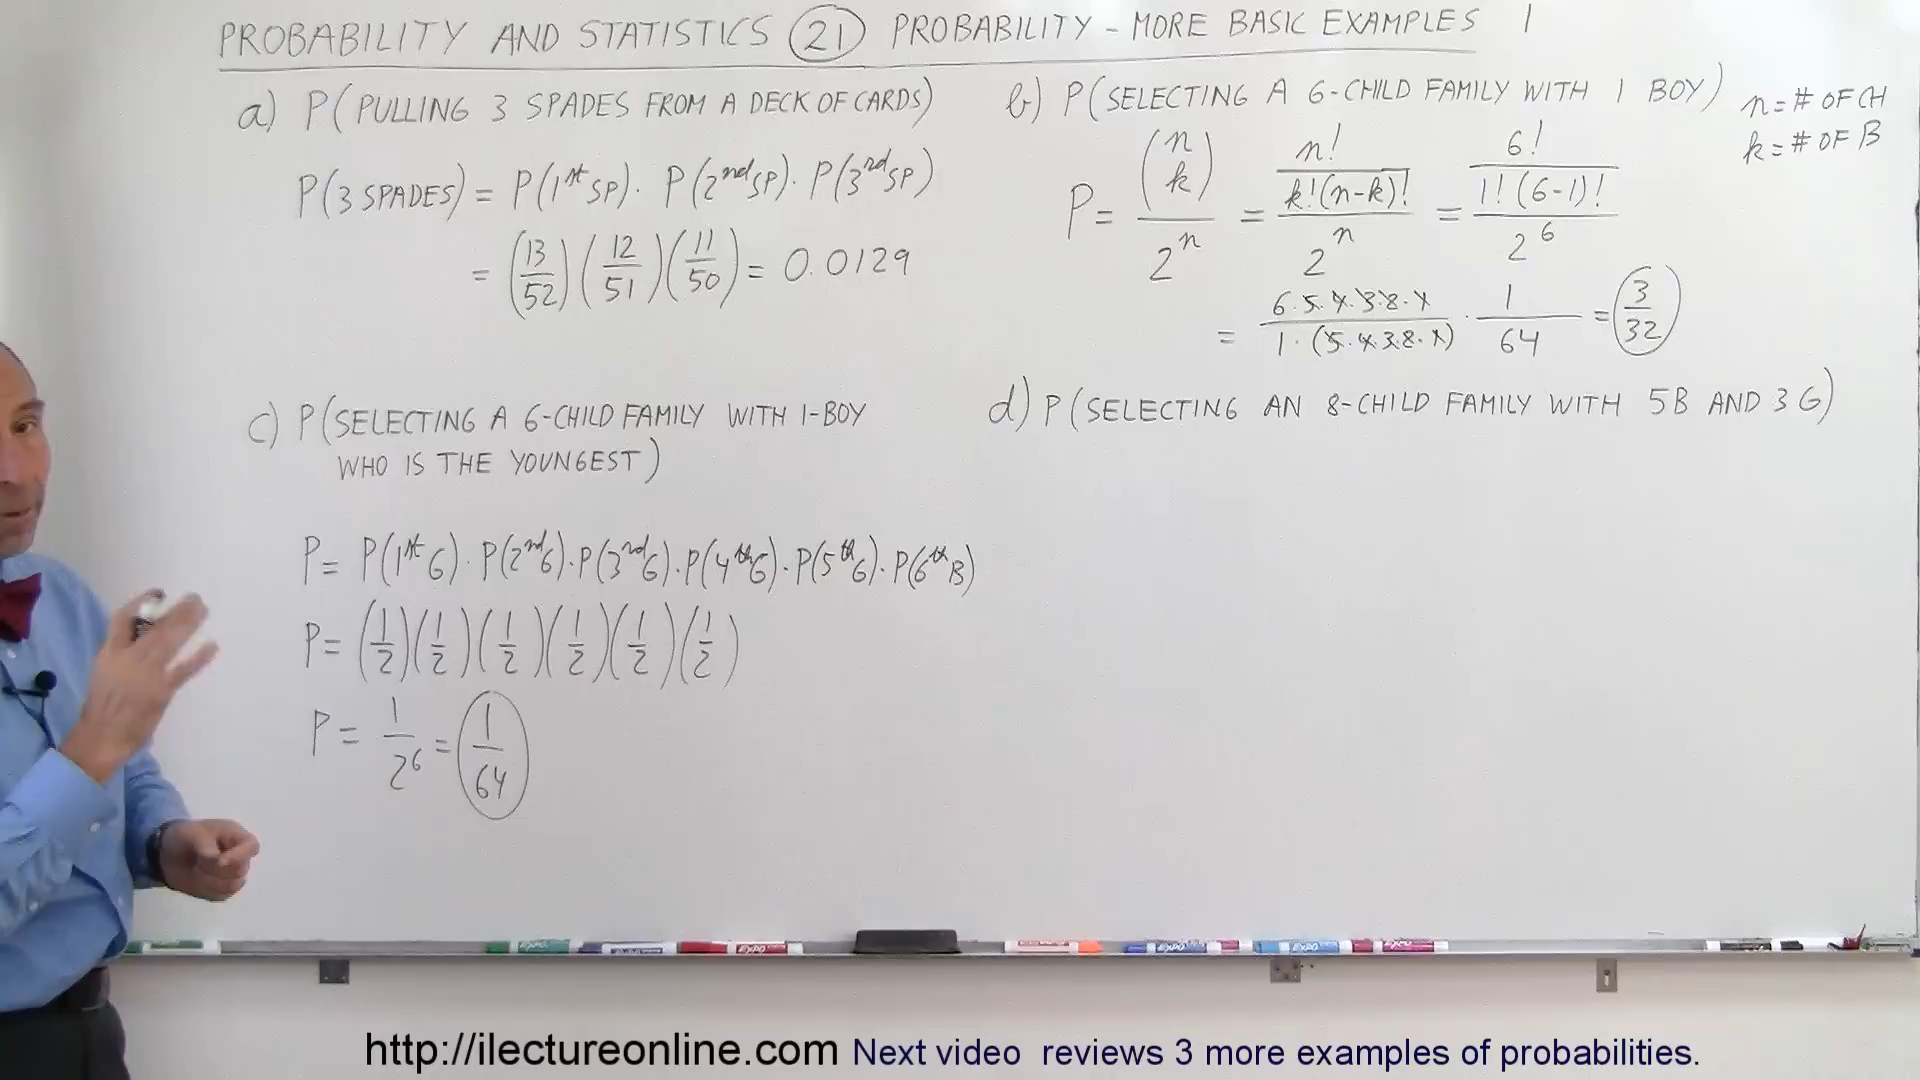 PROBABILITY AND STATISTICS 21 PROBABILITY - MORE BASIC EXAMPLES 1
a) P(PULLING 3 SPADES FROM A DECK OF CARDS)
P(3 SPADES) = P(1st SP) · P(2nd SP) · P(3rd SP)
= (13/52)(12/51)(11/50) = 0.0129
b) P(SELECTING A 6-CHILD FAMILY WITH 1 BOY)
n = # OF CH
k = # OF B
P = (n k)/2^n = (n!/(k!(n-k)!))/2^n = (6!/(1!(6-1)!))/2^6
= (6·5·4·3·2·1)/(1·(5·4·3·2·1)) · 1/64 = 3/32
c) P(SELECTING A 6-CHILD FAMILY WITH 1-BOY
WHO IS THE YOUNGEST)
P = P(1st G) · P(2nd G) · P(3rd G) · P(4th G) · P(5th G) · P(6th B)
P = (1/2)(1/2)(1/2)(1/2)(1/2)(1/2)
P = 1/2^6 = 1/64
d) P(SELECTING AN 8-CHILD FAMILY WITH 5B AND 3G)
http://ilectureonline.com Next video reviews 3 more examples of probabilities.